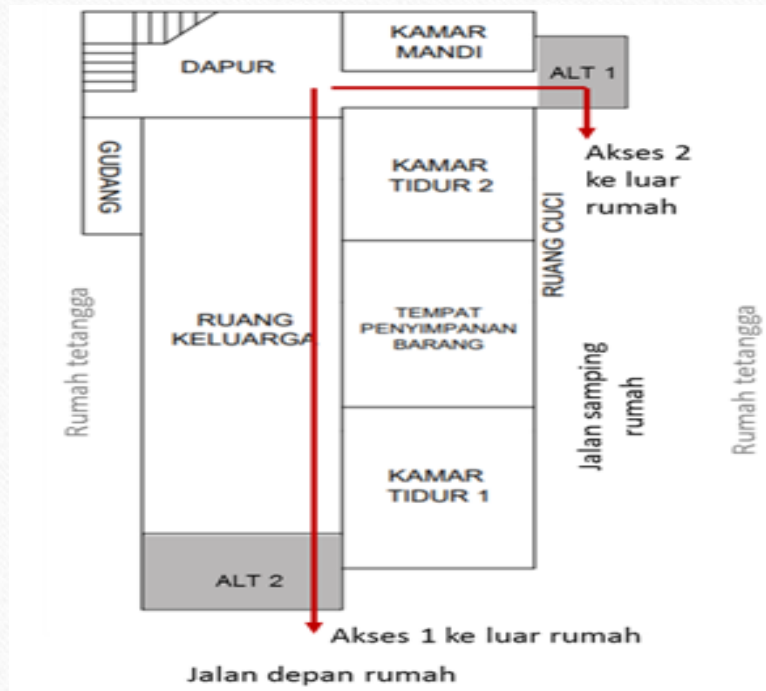 KAMAR
MANDI
DAPUR
ALT 1
GUDANG
KAMAR
TIDUR 2
Akses 2
ke luar
rumah
RUANG CUCI
Rumah tetangga
RUANG
KELUARGA
TEMPAT
PENYIMPANAN
BARANG
Jalan samping
rumah
Rumah tetangga
KAMAR
TIDUR 1
ALT 2
Akses 1 ke luar rumah
Jalan depan rumah